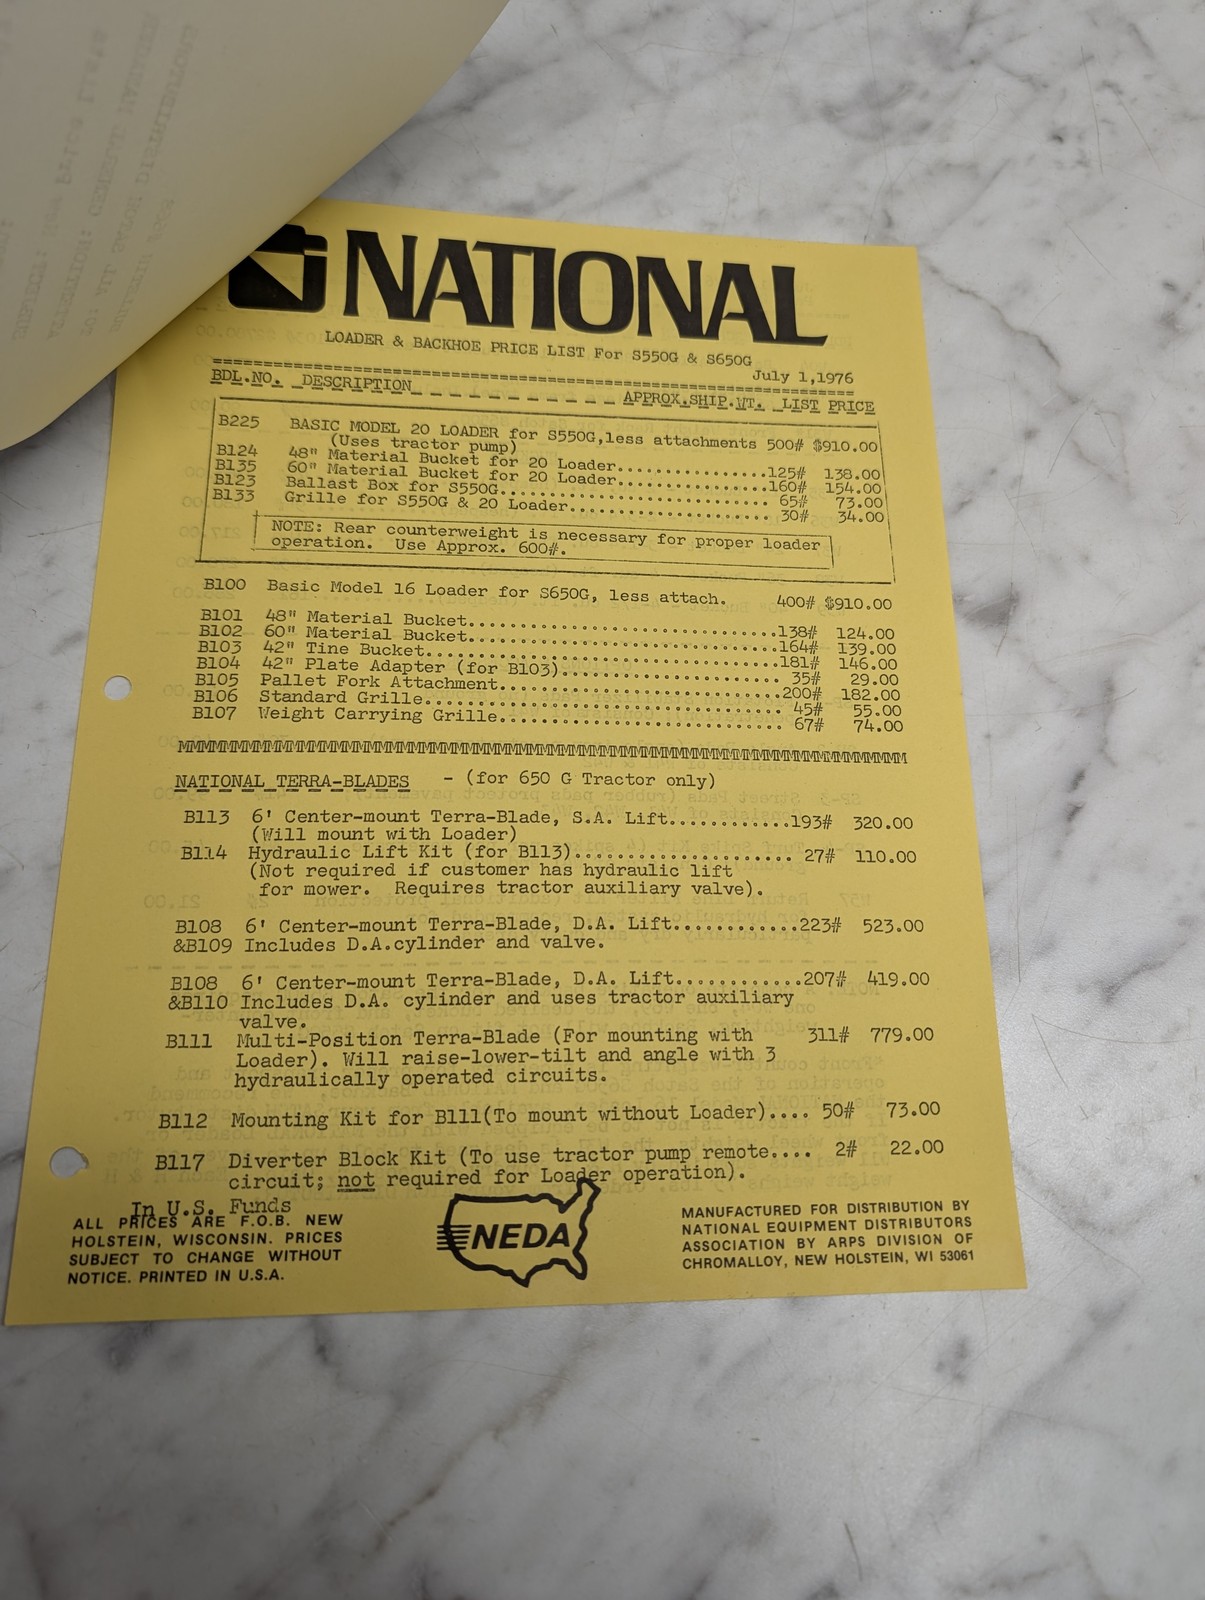 NATIONAL
LOADER & BACKHOE PRICE LIST For S550G & S650G
July 1,1976
BDL.NO. DESCRIPTION APPROX.SHIP.WT. LIST PRICE
B225 BASIC MODEL 20 LOADER for S550G,less attachments 500# $910.00
(Uses tractor pump)
B124 48" Material Bucket for 20 Loader................125# 138.00
B135 60" Material Bucket for 20 Loader................160# 154.00
B123 Ballast Box for S550G............................ 65# 73.00
B133 Grille for S550G & 20 Loader..................... 30# 34.00
NOTE: Rear counterweight is necessary for proper loader
operation. Use Approx. 600#.
B100 Basic Model 16 Loader for S650G, less attach. 400# $910.00
B101 48" Material Bucket..............................138# 124.00
B102 60" Material Bucket..............................164# 139.00
B103 42" Tine Bucket..................................181# 146.00
B104 42" Plate Adapter (for B103)..................... 35# 29.00
B105 Pallet Fork Attachment...........................200# 182.00
B106 Standard Grille.................................. 45# 55.00
B107 Weight Carrying Grille........................... 67# 74.00
NATIONAL TERRA-BLADES - (for 650 G Tractor only)
B113 6' Center-mount Terra-Blade, S.A. Lift............193# 320.00
(Will mount with Loader)
B114 Hydraulic Lift Kit (for B113)..................... 27# 110.00
(Not required if customer has hydraulic lift
for mower. Requires tractor auxiliary valve).
B108 6' Center-mount Terra-Blade, D.A. Lift............223# 523.00
&B109 Includes D.A.cylinder and valve.
B108 6' Center-mount Terra-Blade, D.A. Lift............207# 419.00
&B110 Includes D.A. cylinder and uses tractor auxiliary
valve.
B111 Multi-Position Terra-Blade (For mounting with 311# 779.00
Loader). Will raise-lower-tilt and angle with 3
hydraulically operated circuits.
B112 Mounting Kit for B111(To mount without Loader).... 50# 73.00
B117 Diverter Block Kit (To use tractor pump remote.... 2# 22.00
circuit; not required for Loader operation).
In U.S. Funds
ALL PRICES ARE F.O.B. NEW
HOLSTEIN, WISCONSIN. PRICES
SUBJECT TO CHANGE WITHOUT
NOTICE. PRINTED IN U.S.A.
NEDA
MANUFACTURED FOR DISTRIBUTION BY
NATIONAL EQUIPMENT DISTRIBUTORS
ASSOCIATION BY ARPS DIVISION OF
CHROMALLOY, NEW HOLSTEIN, WI 53061